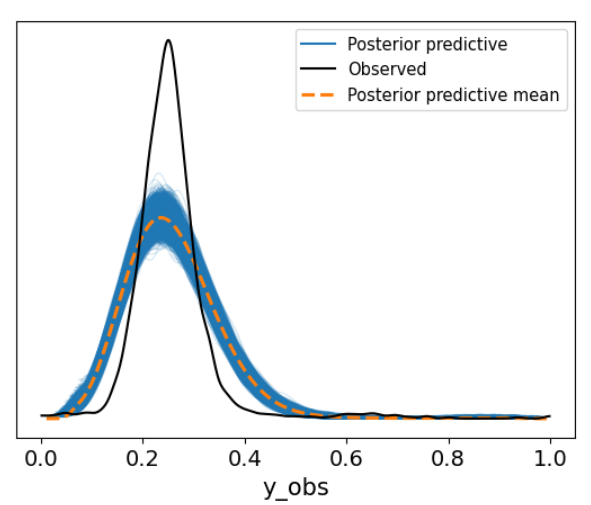 Posterior predictive
Observed
Posterior predictive mean
0.0 0.2 0.4 0.6 0.8 1.0
y_obs